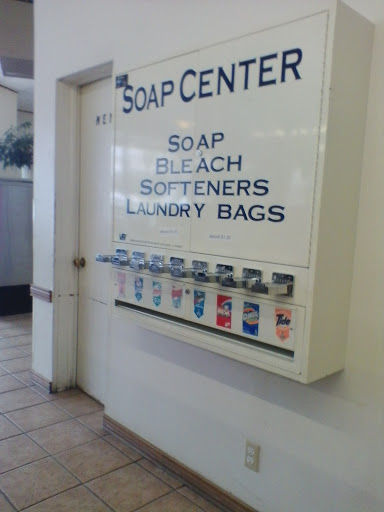 SOAP CENTER
SOAP
BLEACH
SOFTENERS
LAUNDRY BAGS
Tide